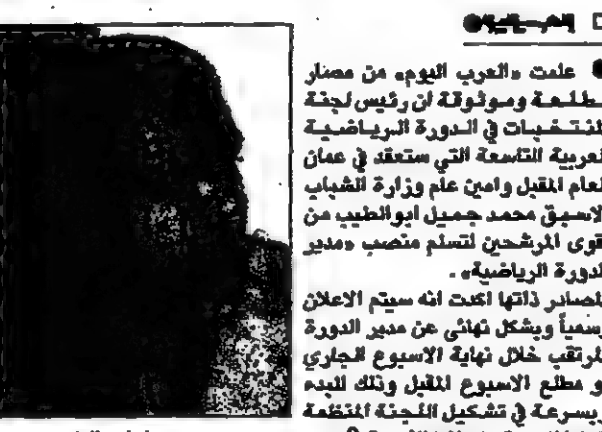 علمت «العرب اليوم» من مصادر
مطلعة وموثوقة ان رئيس لجنة
المنتخبات في الدورة الرياضية
العربية التاسعة التي ستعقد في عمان
العام المقبل وامين عام وزارة الشباب
الاسبق محمد جميل ابو الطيب من
اقوى المرشحين لتسلم منصب «مدير
الدورة الرياضية».
المصادر ذاتها اكدت انه سيتم الاعلان
رسمياً وبشكل نهائي عن مدير الدورة
المرتقب خلال نهاية الاسبوع الجاري
او مطلع الاسبوع المقبل وذلك للبدء
وبسرعة في تشكيل اللجنة المنظمة